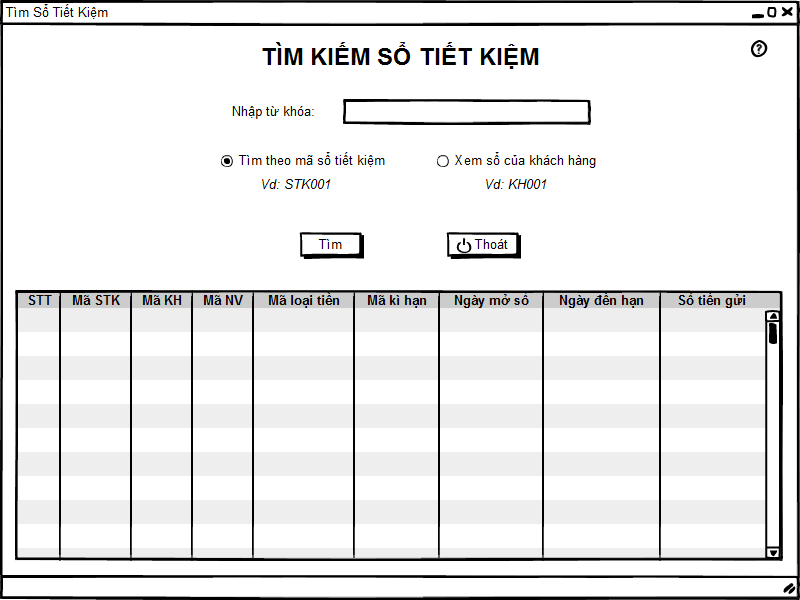 Tìm Sổ Tiết Kiệm
TÌM KIẾM SỔ TIẾT KIỆM
Nhập từ khóa:
Tìm theo mã sổ tiết kiệm
Xem sổ của khách hàng
Vd: STK001
Vd: KH001
Tìm
Thoát
STT Mã STK Mã KH Mã NV Mã loại tiền Mã kì hạn Ngày mở sổ Ngày đến hạn Số tiền gửi